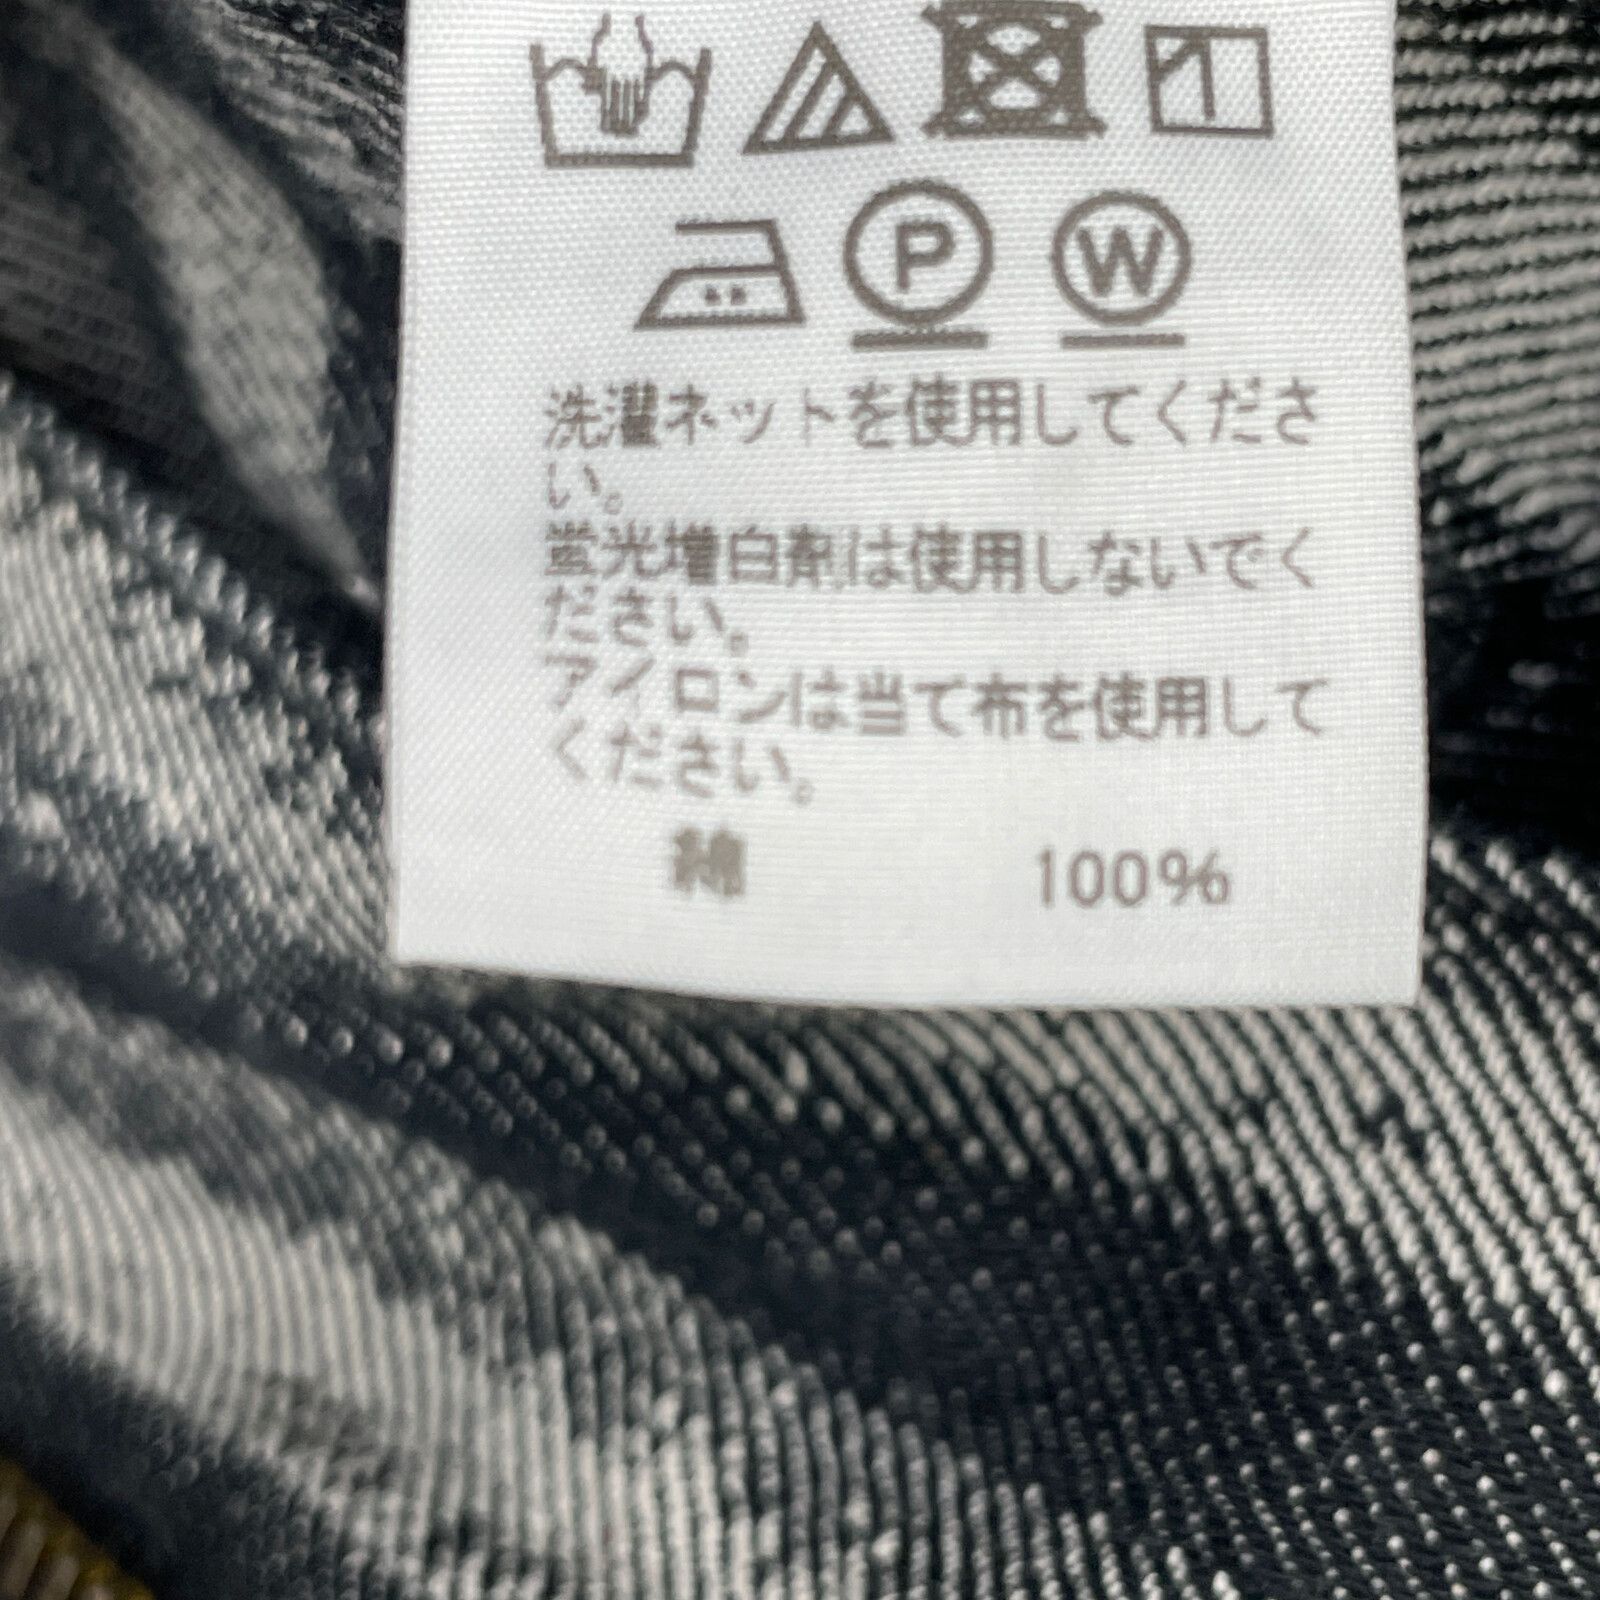 P W
洗濯ネットを使用してくださ
い。
蛍光増白剤は使用しないでく
ださい。
アイロンは当て布を使用して
ください。
綿 100%